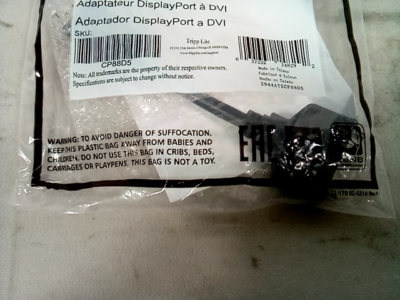 Adaptateur DisplayPort à DVI
Adaptador DisplayPort a DVI
SKU:
CP88D5
Tripp Lite
Note: All trademarks are the property of their respective owners.
Specifications are subject to change without notice.
Made in Taiwan
WARNING: TO AVOID DANGER OF SUFFOCATION,
KEEP THIS PLASTIC BAG AWAY FROM BABIES AND
CHILDREN. DO NOT USE THIS BAG IN CRIBS, BEDS,
CARRIAGES OR PLAYPENS. THIS BAG IS NOT A TOY.
EAC